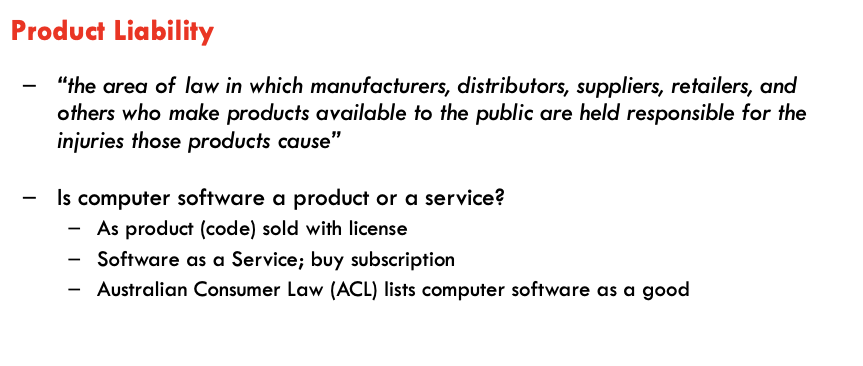 Product Liability
– “the area of law in which manufacturers, distributors, suppliers, retailers, and
others who make products available to the public are held responsible for the
injuries those products cause”
– Is computer software a product or a service?
– As product (code) sold with license
– Software as a Service; buy subscription
– Australian Consumer Law (ACL) lists computer software as a good